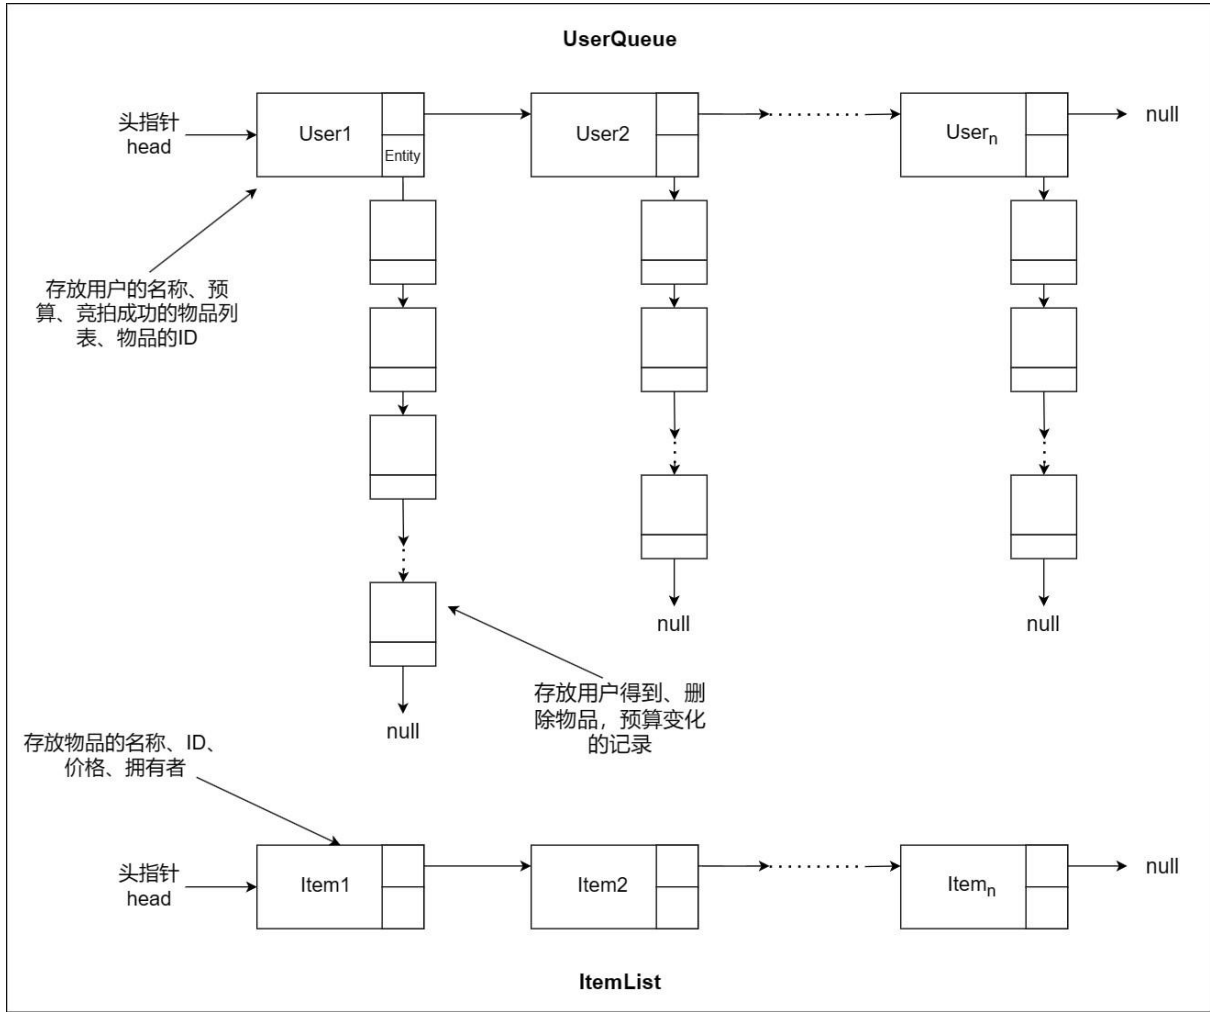 UserQueue
头指针
head
User1
Entity
User2
Userₙ
null
存放用户的名称、预
算、竞拍成功的物品列
表、物品的ID
null
null
存放用户得到、删
除物品，预算变化
的记录
null
存放物品的名称、ID、
价格、拥有者
头指针
head
Item1
Item2
Itemₙ
null
ItemList